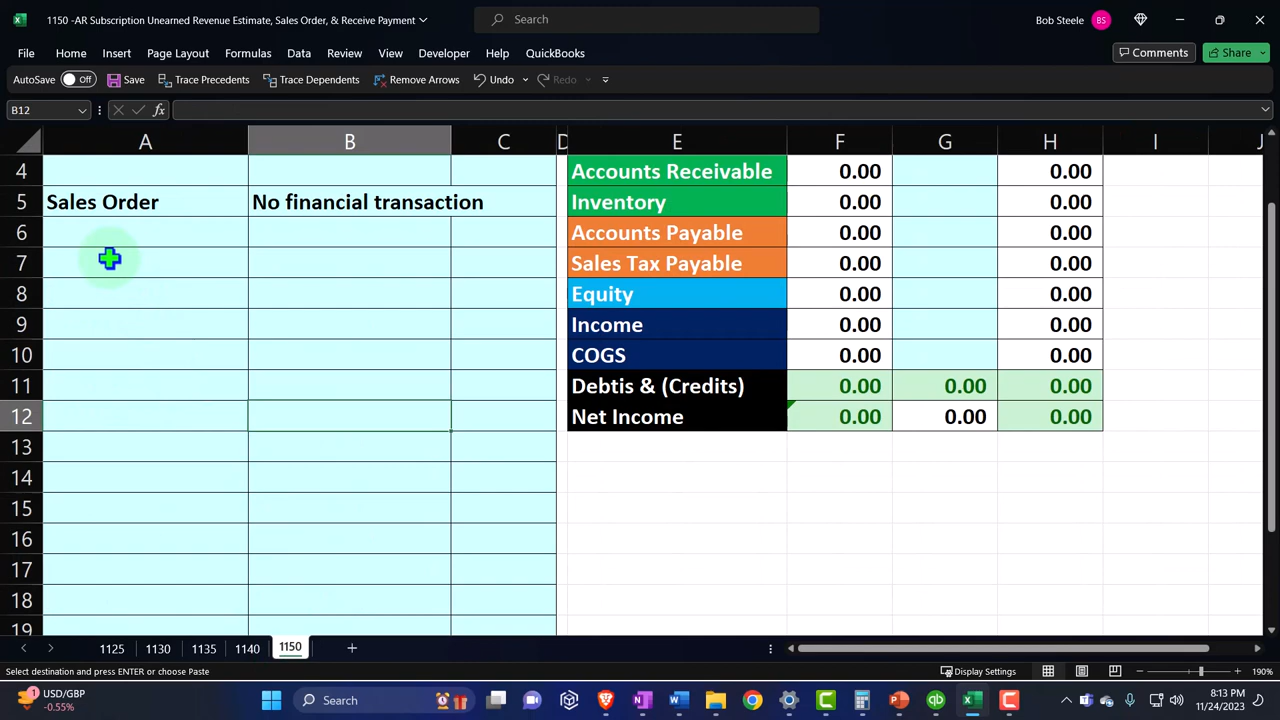 1150 -AR Subscription Unearned Revenue Estimate, Sales Order, & Receive Payment
Search
Bob Steele
BS
File Home Insert Page Layout Formulas Data Review View Developer Help QuickBooks
Comments Share
AutoSave Off Save Trace Precedents Trace Dependents Remove Arrows Undo Redo
B12 fx
A B C D E F G H I J
4 Accounts Receivable 0.00 0.00
5 Sales Order No financial transaction Inventory 0.00 0.00
6 Accounts Payable 0.00 0.00
7 Sales Tax Payable 0.00 0.00
8 Equity 0.00 0.00
9 Income 0.00 0.00
10 COGS 0.00 0.00
11 Debtis & (Credits) 0.00 0.00 0.00
12 Net Income 0.00 0.00 0.00
13
14
15
16
17
18
19
1125 1130 1135 1140 1150
Select destination and press ENTER or choose Paste Display Settings 190%
1 USD/GBP
-0.55%
Search
8:13 PM
11/24/2023